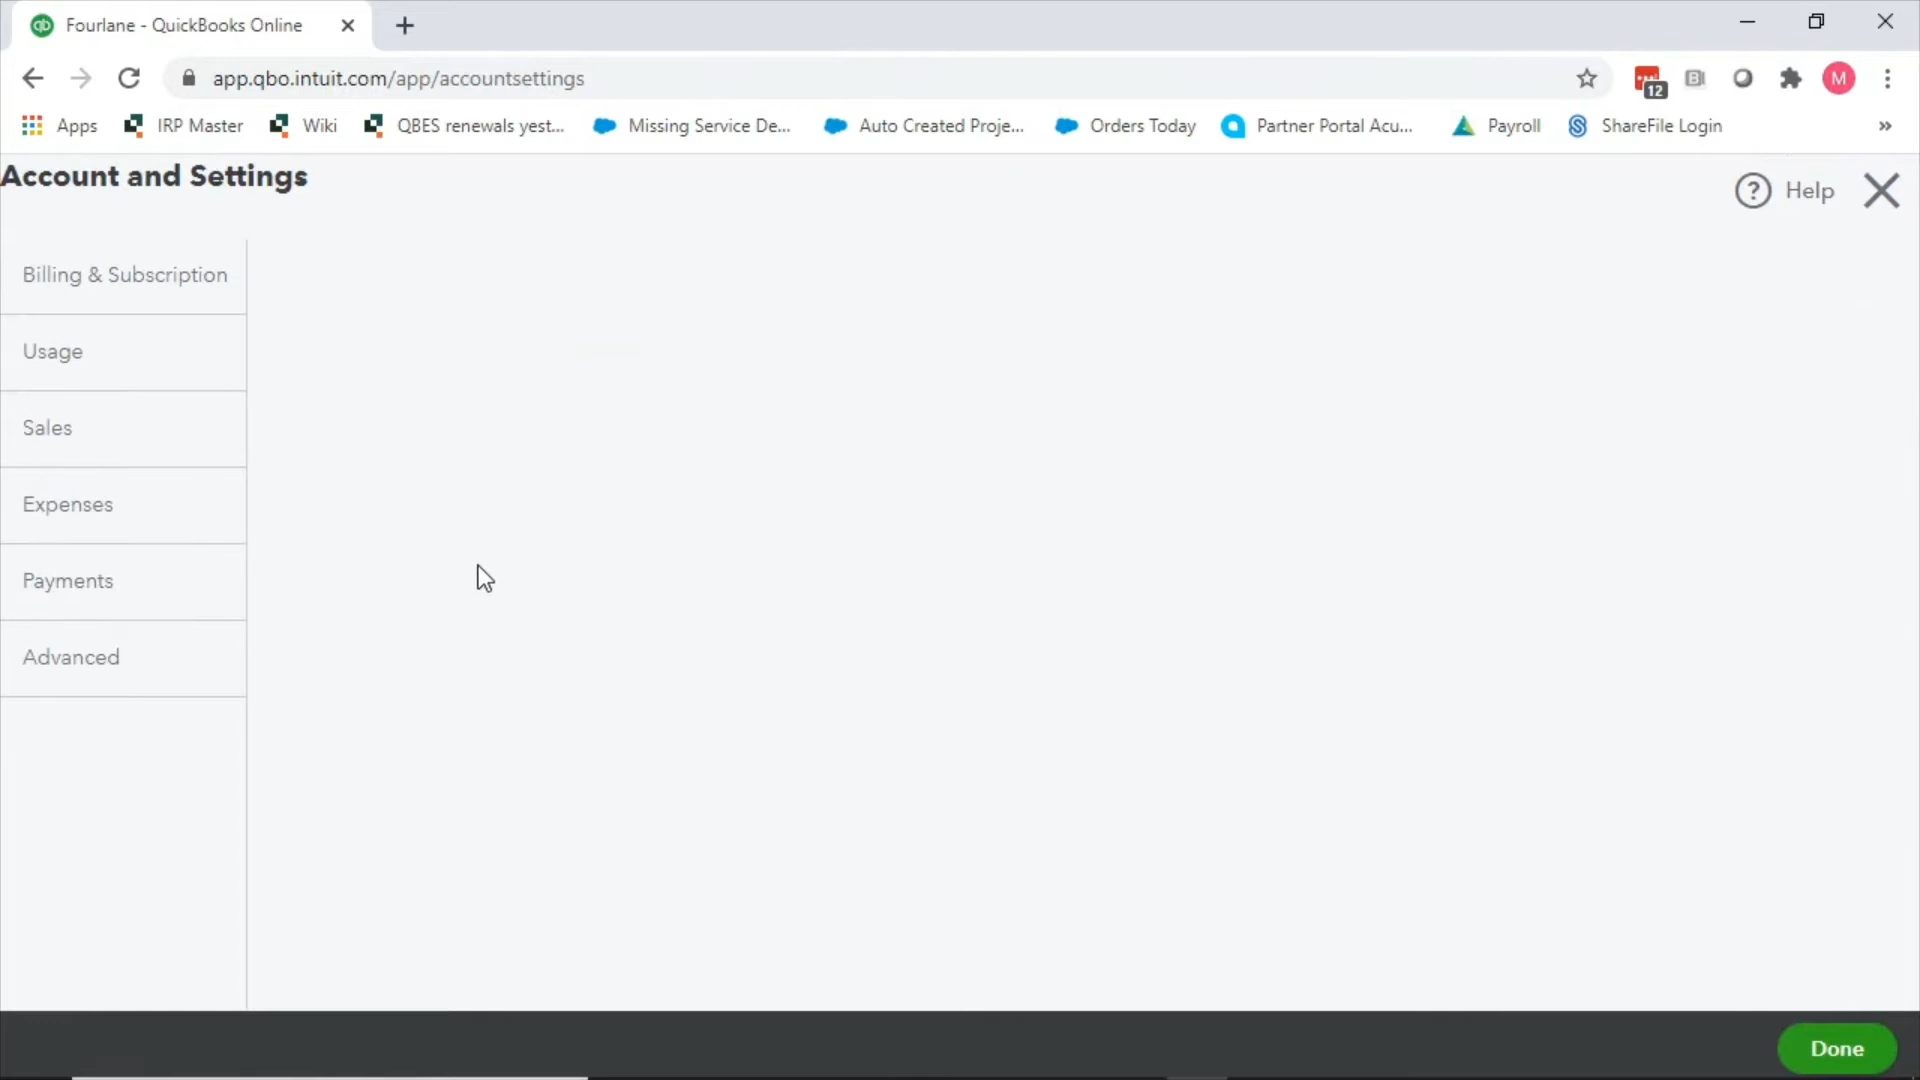 Fourlane - QuickBooks Online
app.qbo.intuit.com/app/accountsettings
12
M
Apps
IRP Master
Wiki
QBES renewals yest...
Missing Service De...
Auto Created Proje...
Orders Today
Partner Portal Acu...
Payroll
ShareFile Login
»
Account and Settings
? Help
Billing & Subscription
Usage
Sales
Expenses
Payments
Advanced
Done